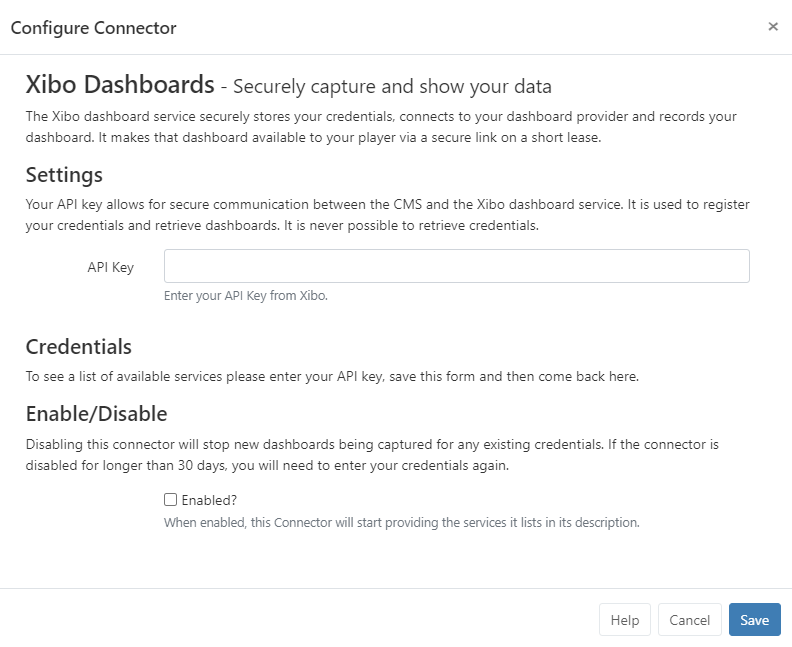 Configure Connector ×
Xibo Dashboards - Securely capture and show your data
The Xibo dashboard service securely stores your credentials, connects to your dashboard provider and records your
dashboard. It makes that dashboard available to your player via a secure link on a short lease.
Settings
Your API key allows for secure communication between the CMS and the Xibo dashboard service. It is used to register
your credentials and retrieve dashboards. It is never possible to retrieve credentials.
API Key
Enter your API Key from Xibo.
Credentials
To see a list of available services please enter your API key, save this form and then come back here.
Enable/Disable
Disabling this connector will stop new dashboards being captured for any existing credentials. If the connector is
disabled for longer than 30 days, you will need to enter your credentials again.
Enabled?
When enabled, this Connector will start providing the services it lists in its description.
Help Cancel Save